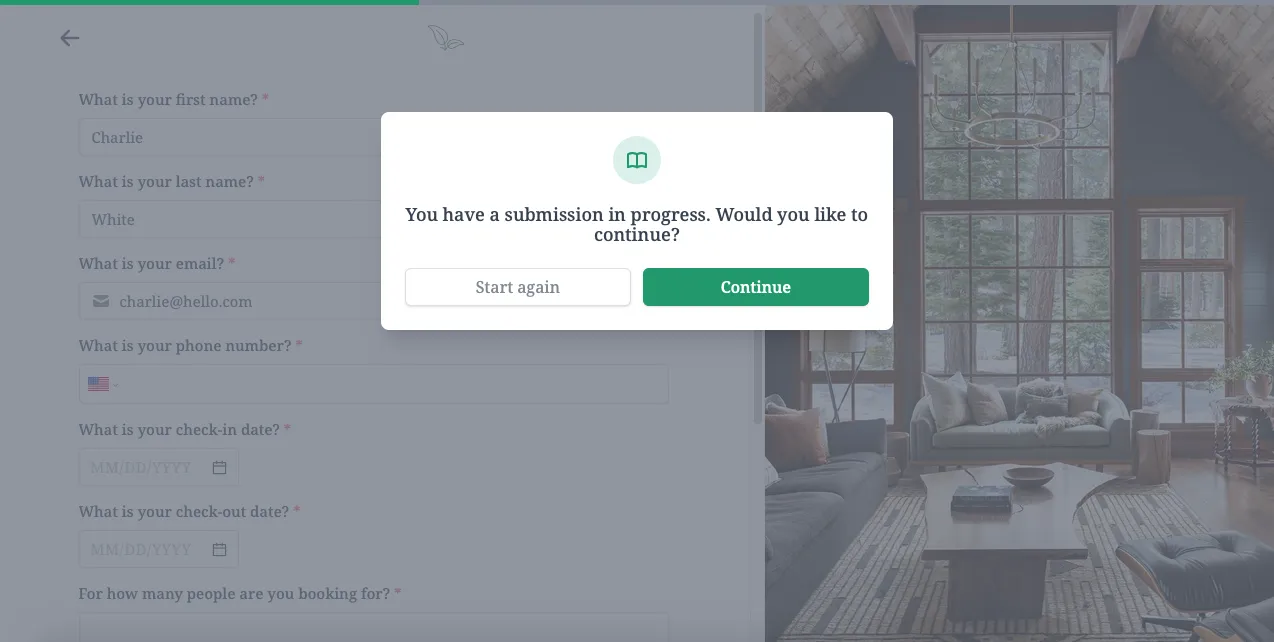 What is your first name? *
Charlie
What is your last name? *
White
What is your email? *
charlie@hello.com
What is your phone number? *
What is your check-in date? *
MM/DD/YYYY
What is your check-out date? *
MM/DD/YYYY
For how many people are you booking for? *
You have a submission in progress. Would you like to
continue?
Start again
Continue